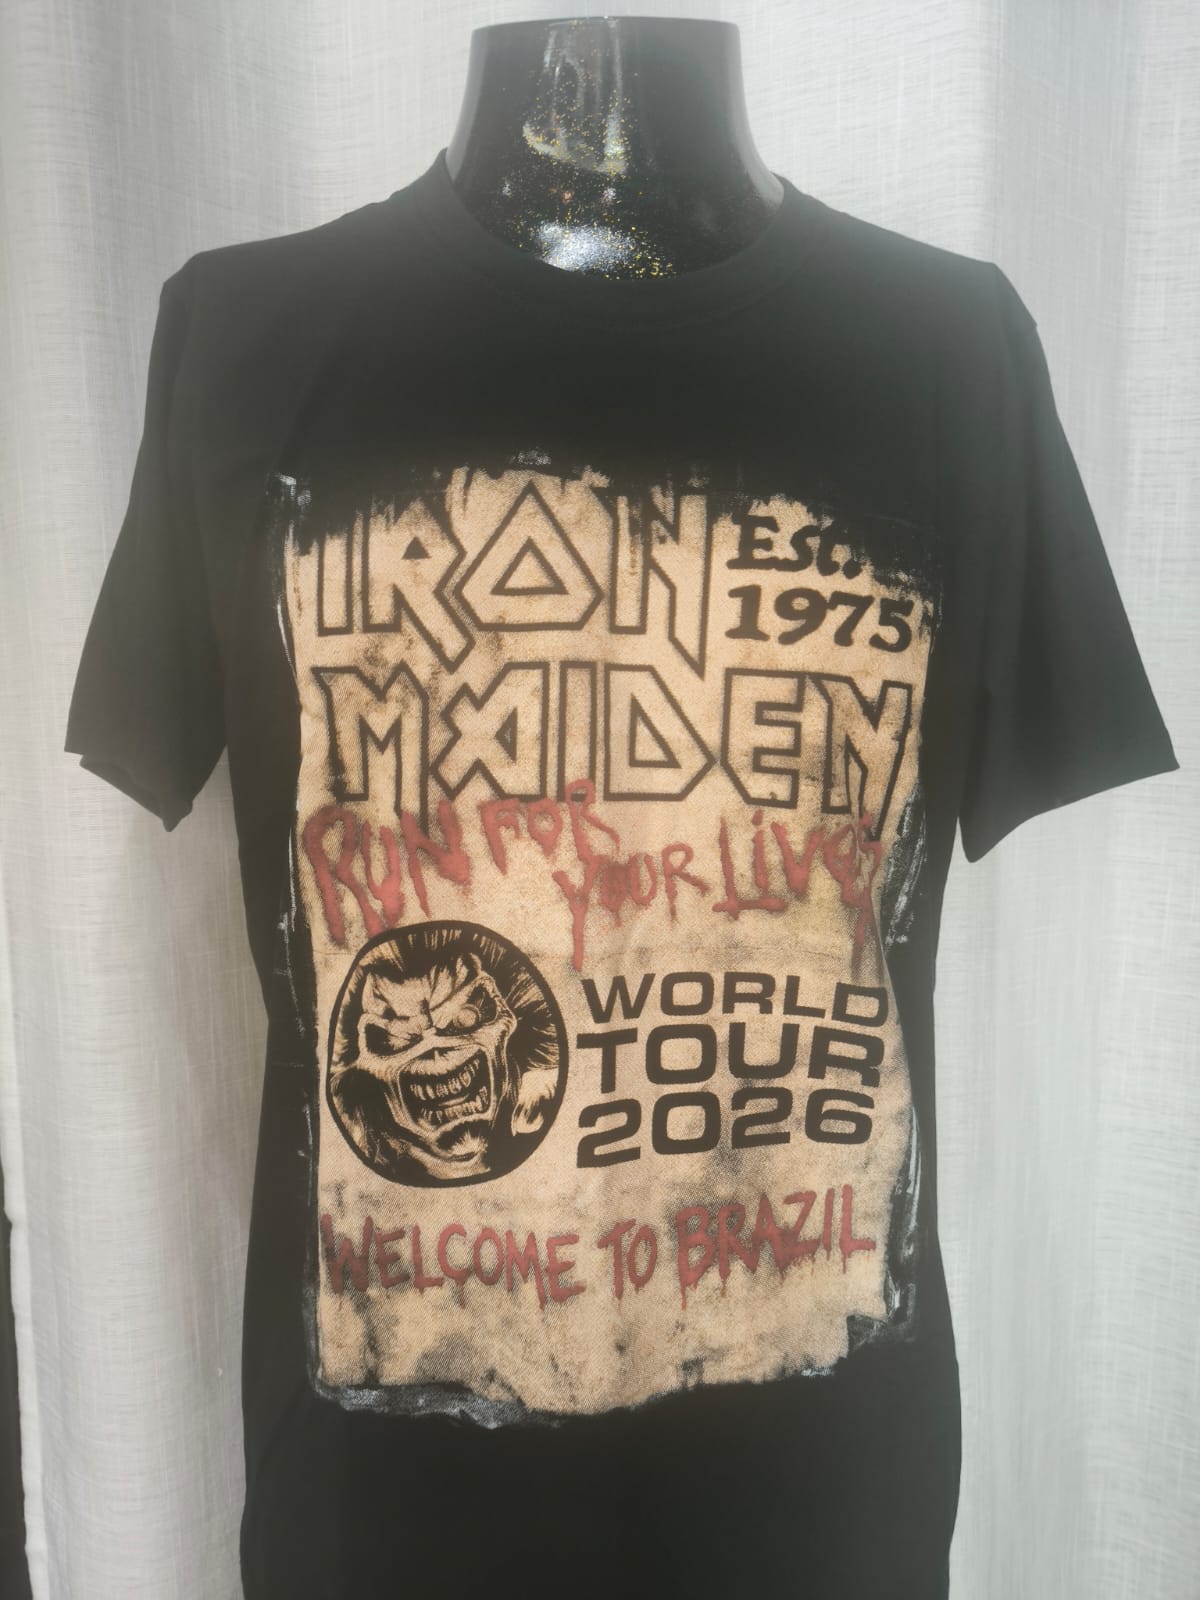 IRON
Est.
1975
MAIDEN
RUN FOR
YOUR LIVES
WORLD
TOUR
2026
WELCOME TO BRAZIL